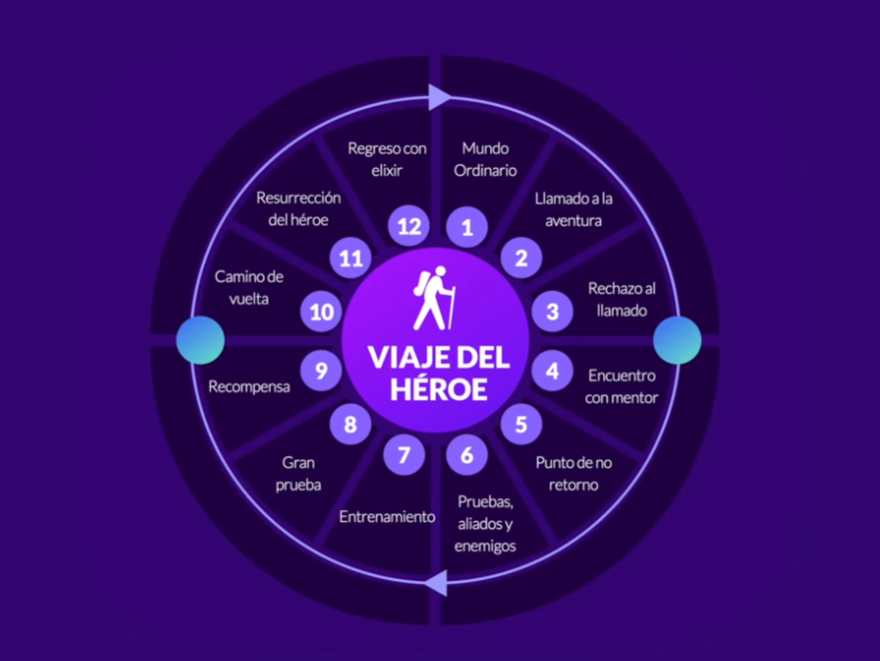 VIAJE DEL
HÉROE
1
Mundo
Ordinario
2
Llamado a la
aventura
3
Rechazo al
llamado
4
Encuentro
con mentor
5
Punto de no
retorno
6
Pruebas,
aliados y
enemigos
7
Entrenamiento
8
Gran
prueba
9
Recompensa
10
Camino de
vuelta
11
Resurrección
del héroe
12
Regreso con
elixir